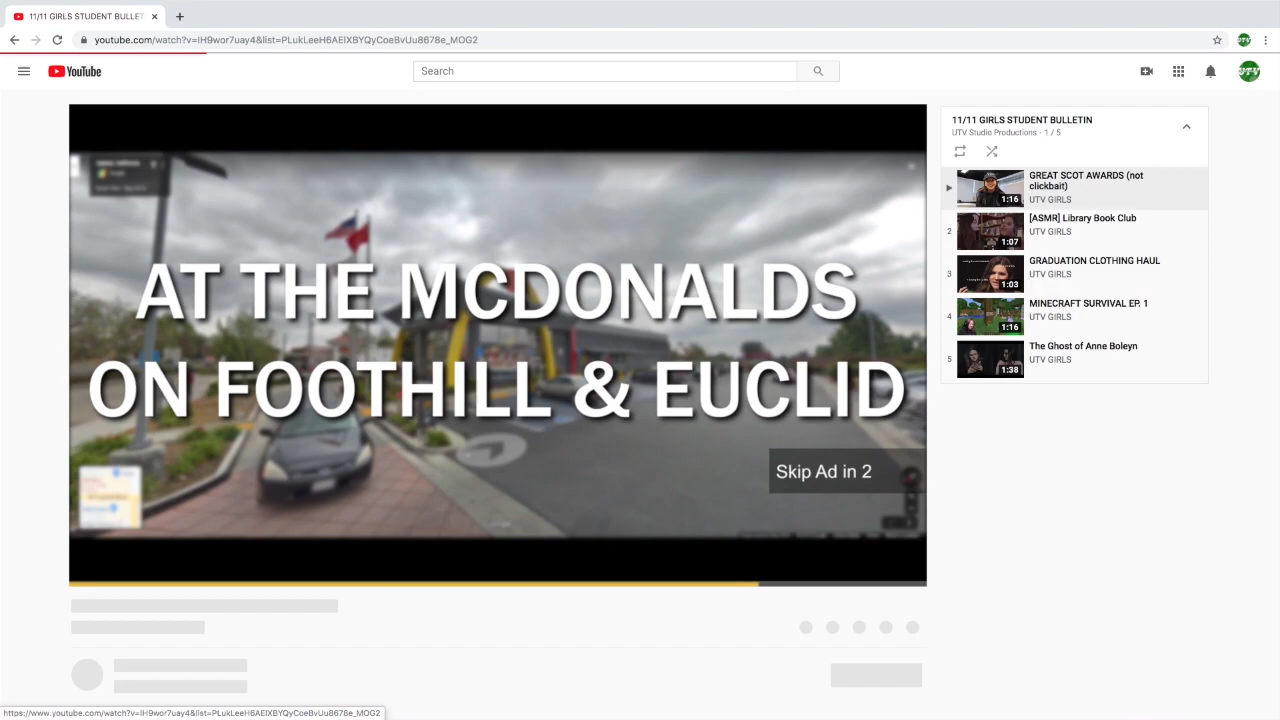 11/11 GIRLS STUDENT BULLET
youtube.com/watch?v=IH9wor7uay4&list=PLukLeeH6AEIXBYQyCoeBvUu8678e_MOG2
UTV
YouTube
Search
UTV
AT THE MCDONALDS
ON FOOTHILL & EUCLID
Skip Ad in 2
11/11 GIRLS STUDENT BULLETIN
UTV Studio Productions - 1 / 5
GREAT SCOT AWARDS (not
clickbait)
UTV GIRLS
1:16
2
[ASMR] Library Book Club
UTV GIRLS
1:07
3
GRADUATION CLOTHING HAUL
UTV GIRLS
1:03
4
MINECRAFT SURVIVAL EP. 1
UTV GIRLS
1:16
5
The Ghost of Anne Boleyn
UTV GIRLS
1:38
https://www.youtube.com/watch?v=IH9wor7uay4&list=PLukLeeH6AEIXBYQyCoeBvUu8678e_MOG2